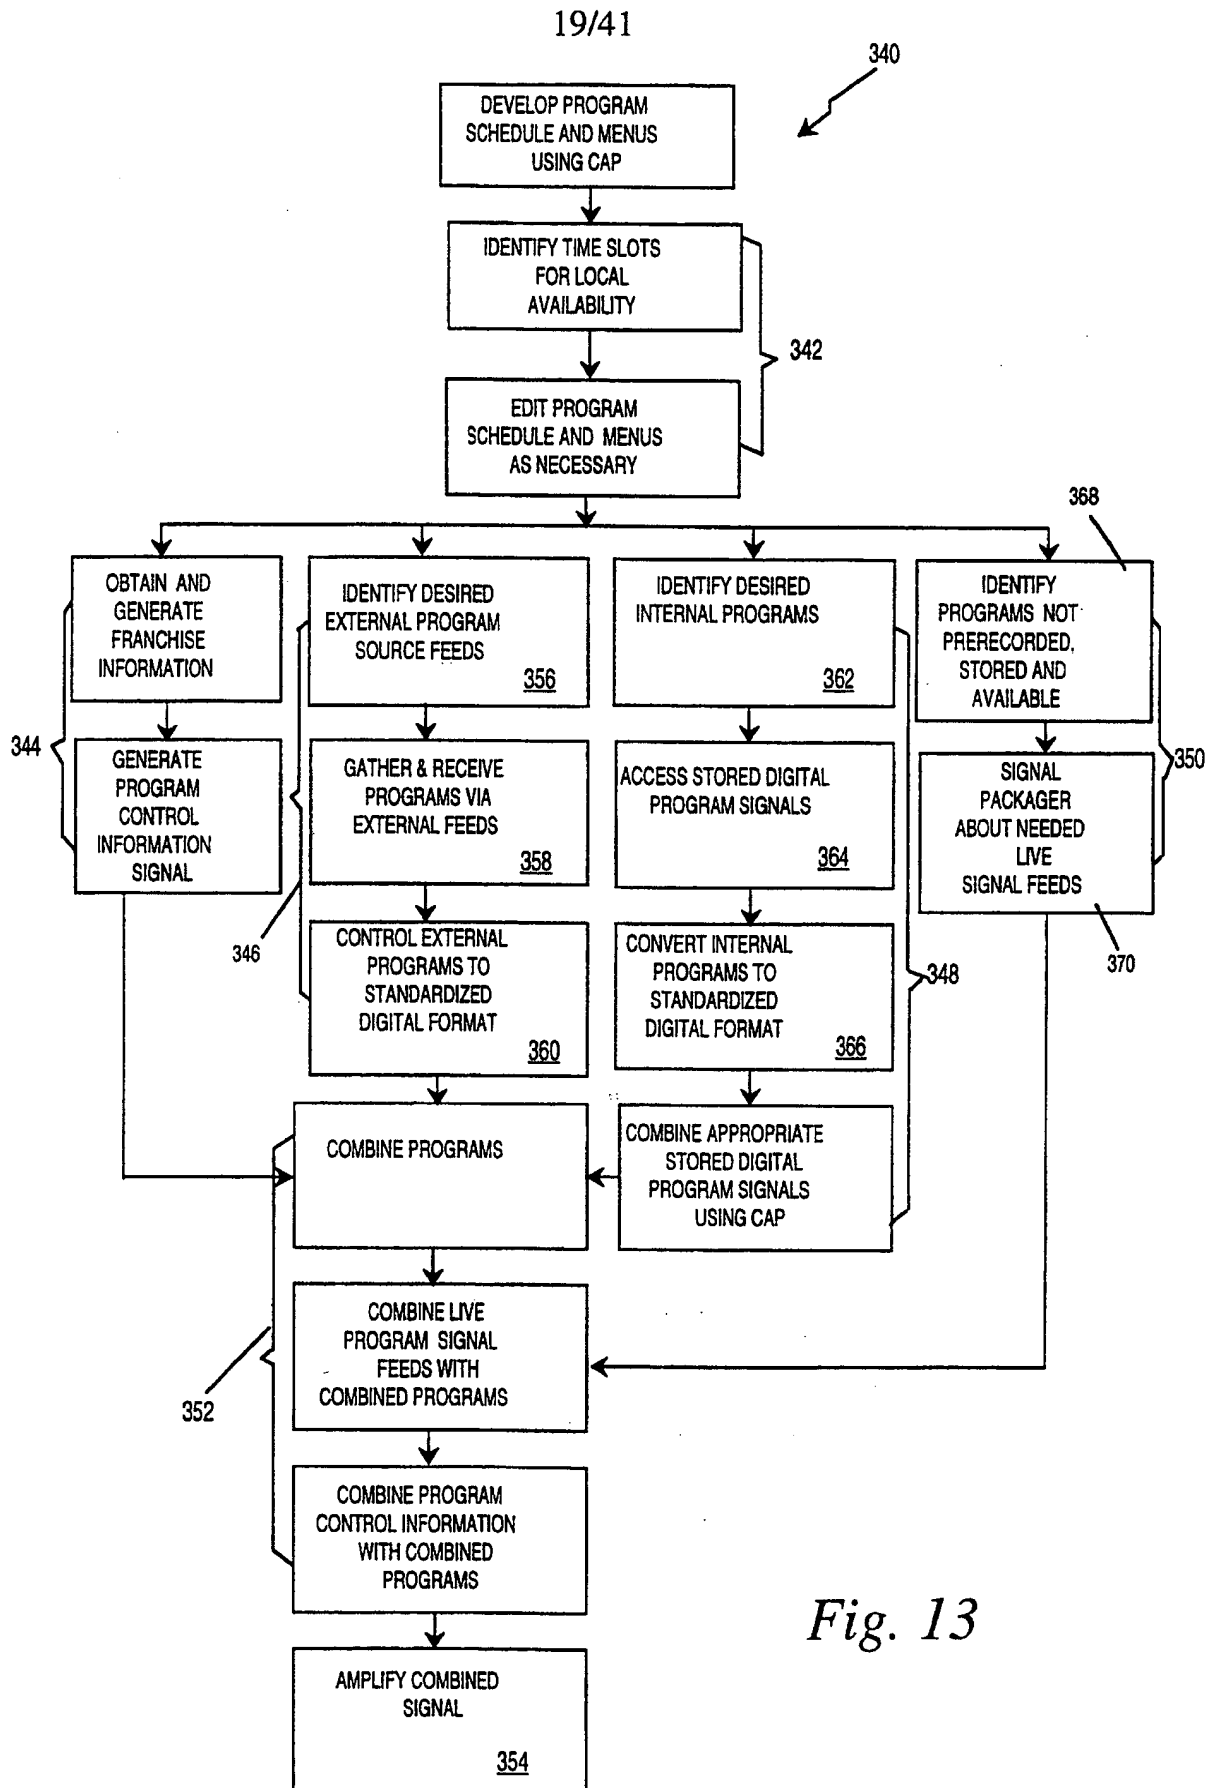 19/41
340
DEVELOP PROGRAM
SCHEDULE AND MENUS
USING CAP
IDENTIFY TIME SLOTS
FOR LOCAL
AVAILABILITY
342
EDIT PROGRAM
SCHEDULE AND MENUS
AS NECESSARY
344
OBTAIN AND
GENERATE
FRANCHISE
INFORMATION
GENERATE
PROGRAM
CONTROL
INFORMATION
SIGNAL
346
IDENTIFY DESIRED
EXTERNAL PROGRAM
SOURCE FEEDS
356
GATHER & RECEIVE
PROGRAMS VIA
EXTERNAL FEEDS
358
CONTROL EXTERNAL
PROGRAMS TO
STANDARDIZED
DIGITAL FORMAT
360
IDENTIFY DESIRED
INTERNAL PROGRAMS
362
ACCESS STORED DIGITAL
PROGRAM SIGNALS
364
CONVERT INTERNAL
PROGRAMS TO
STANDARDIZED
DIGITAL FORMAT
366
COMBINE APPROPRIATE
STORED DIGITAL
PROGRAM SIGNALS
USING CAP
348
368
IDENTIFY
PROGRAMS NOT
PRERECORDED,
STORED AND
AVAILABLE
350
SIGNAL
PACKAGER
ABOUT NEEDED
LIVE
SIGNAL FEEDS
370
COMBINE PROGRAMS
352
COMBINE LIVE
PROGRAM SIGNAL
FEEDS WITH
COMBINED PROGRAMS
COMBINE PROGRAM
CONTROL INFORMATION
WITH COMBINED
PROGRAMS
AMPLIFY COMBINED
SIGNAL
354
Fig. 13